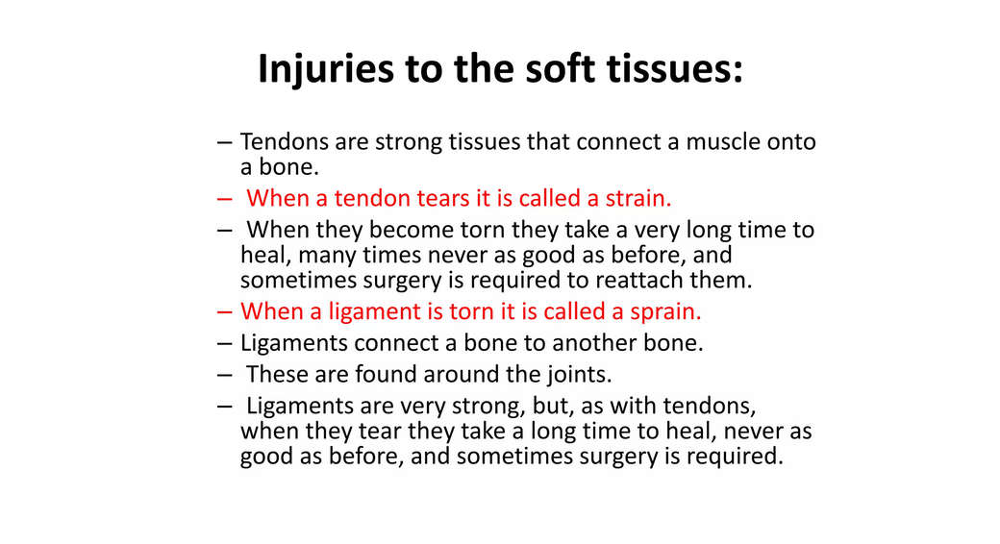 Injuries to the soft tissues:
– Tendons are strong tissues that connect a muscle onto
a bone.
– When a tendon tears it is called a strain.
– When they become torn they take a very long time to
heal, many times never as good as before, and
sometimes surgery is required to reattach them.
– When a ligament is torn it is called a sprain.
– Ligaments connect a bone to another bone.
– These are found around the joints.
– Ligaments are very strong, but, as with tendons,
when they tear they take a long time to heal, never as
good as before, and sometimes surgery is required.